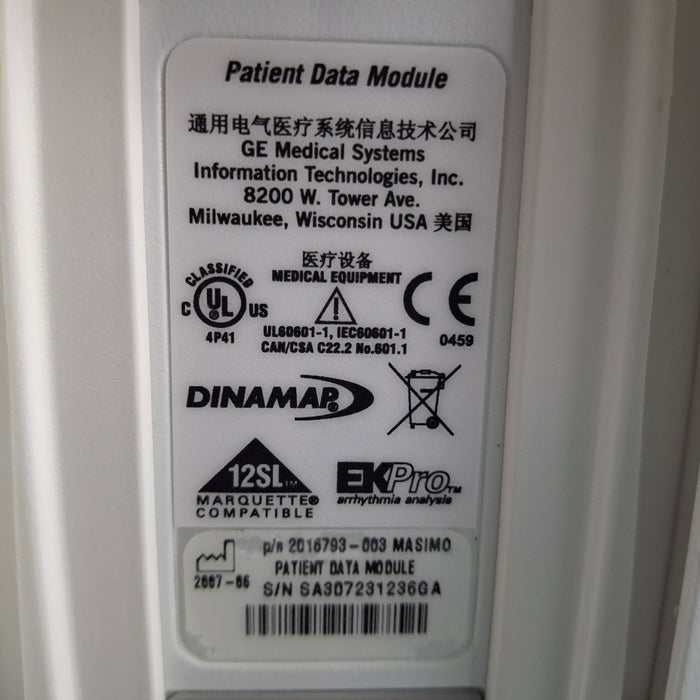 Patient Data Module
通用电气医疗系统信息技术公司
GE Medical Systems
Information Technologies, Inc.
8200 W. Tower Ave.
Milwaukee, Wisconsin USA 美国
医疗设备
MEDICAL EQUIPMENT
CLASSIFIED
C UL® US
4P41
UL60601-1, IEC60601-1
CAN/CSA C22.2 No.601.1
CE
0459
DINAMAP®
12SL™
MARQUETTE®
COMPATIBLE
EKPro™
arrhythmia analysis
p/n 2016793-003 MASIMO
PATIENT DATA MODULE
2007-06
S/N SA307231236GA